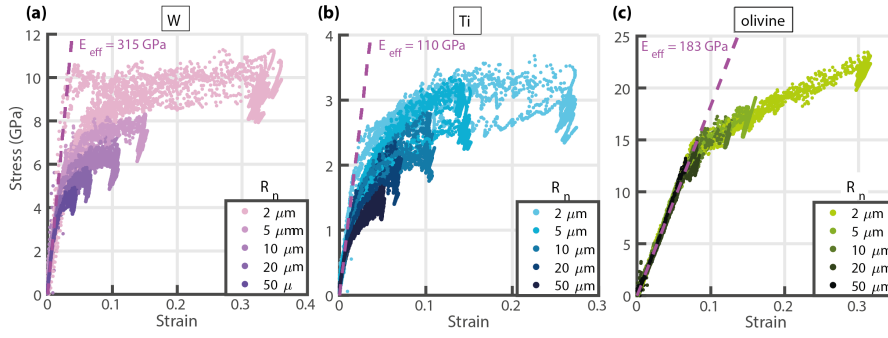 (a)
W
E eff = 315 GPa
Stress (GPa)
12
10
8
6
4
2
0
0
0.1
0.2
0.3
0.4
Strain
R n
2 μm
5 μmm
10 μm
20 μm
50 μ
(b)
Ti
E eff = 110 GPa
4
3
2
1
0
0
0.1
0.2
0.3
Strain
R n
2 μm
5 μm
10 μm
20 μm
50 μm
(c)
olivine
E eff = 183 GPa
25
20
15
10
5
0
0
0.1
0.2
0.3
Strain
R n
2 μm
5 μm
10 μm
20 μm
50 μm